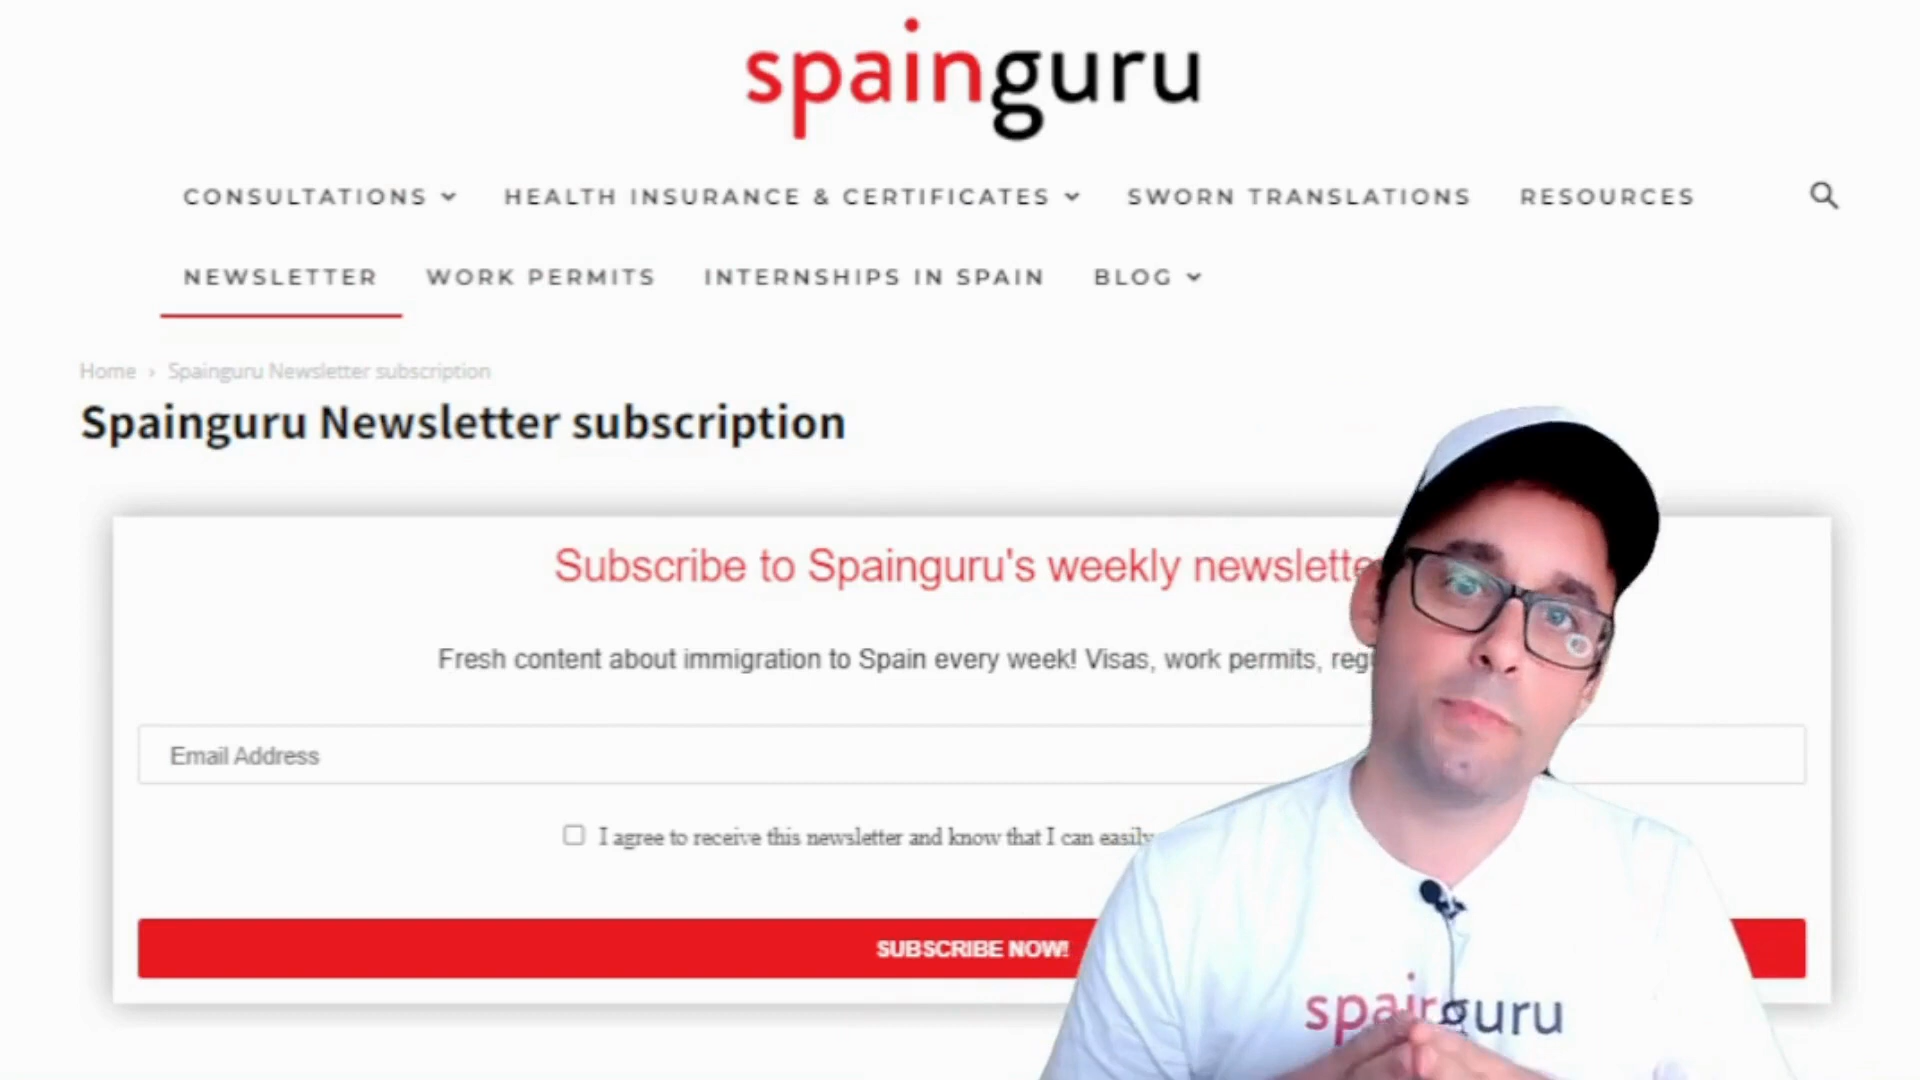 spainguru
CONSULTATIONS HEALTH INSURANCE & CERTIFICATES SWORN TRANSLATIONS RESOURCES
NEWSLETTER WORK PERMITS INTERNSHIPS IN SPAIN BLOG
Home › Spainguru Newsletter subscription
Spainguru Newsletter subscription
Subscribe to Spainguru's weekly
Fresh content about immigration to Spain every week! Visas, work permits,
Email Address
I agree to receive this newsletter and know that I can easily
SUBSCRIBE NOW!
spainguru